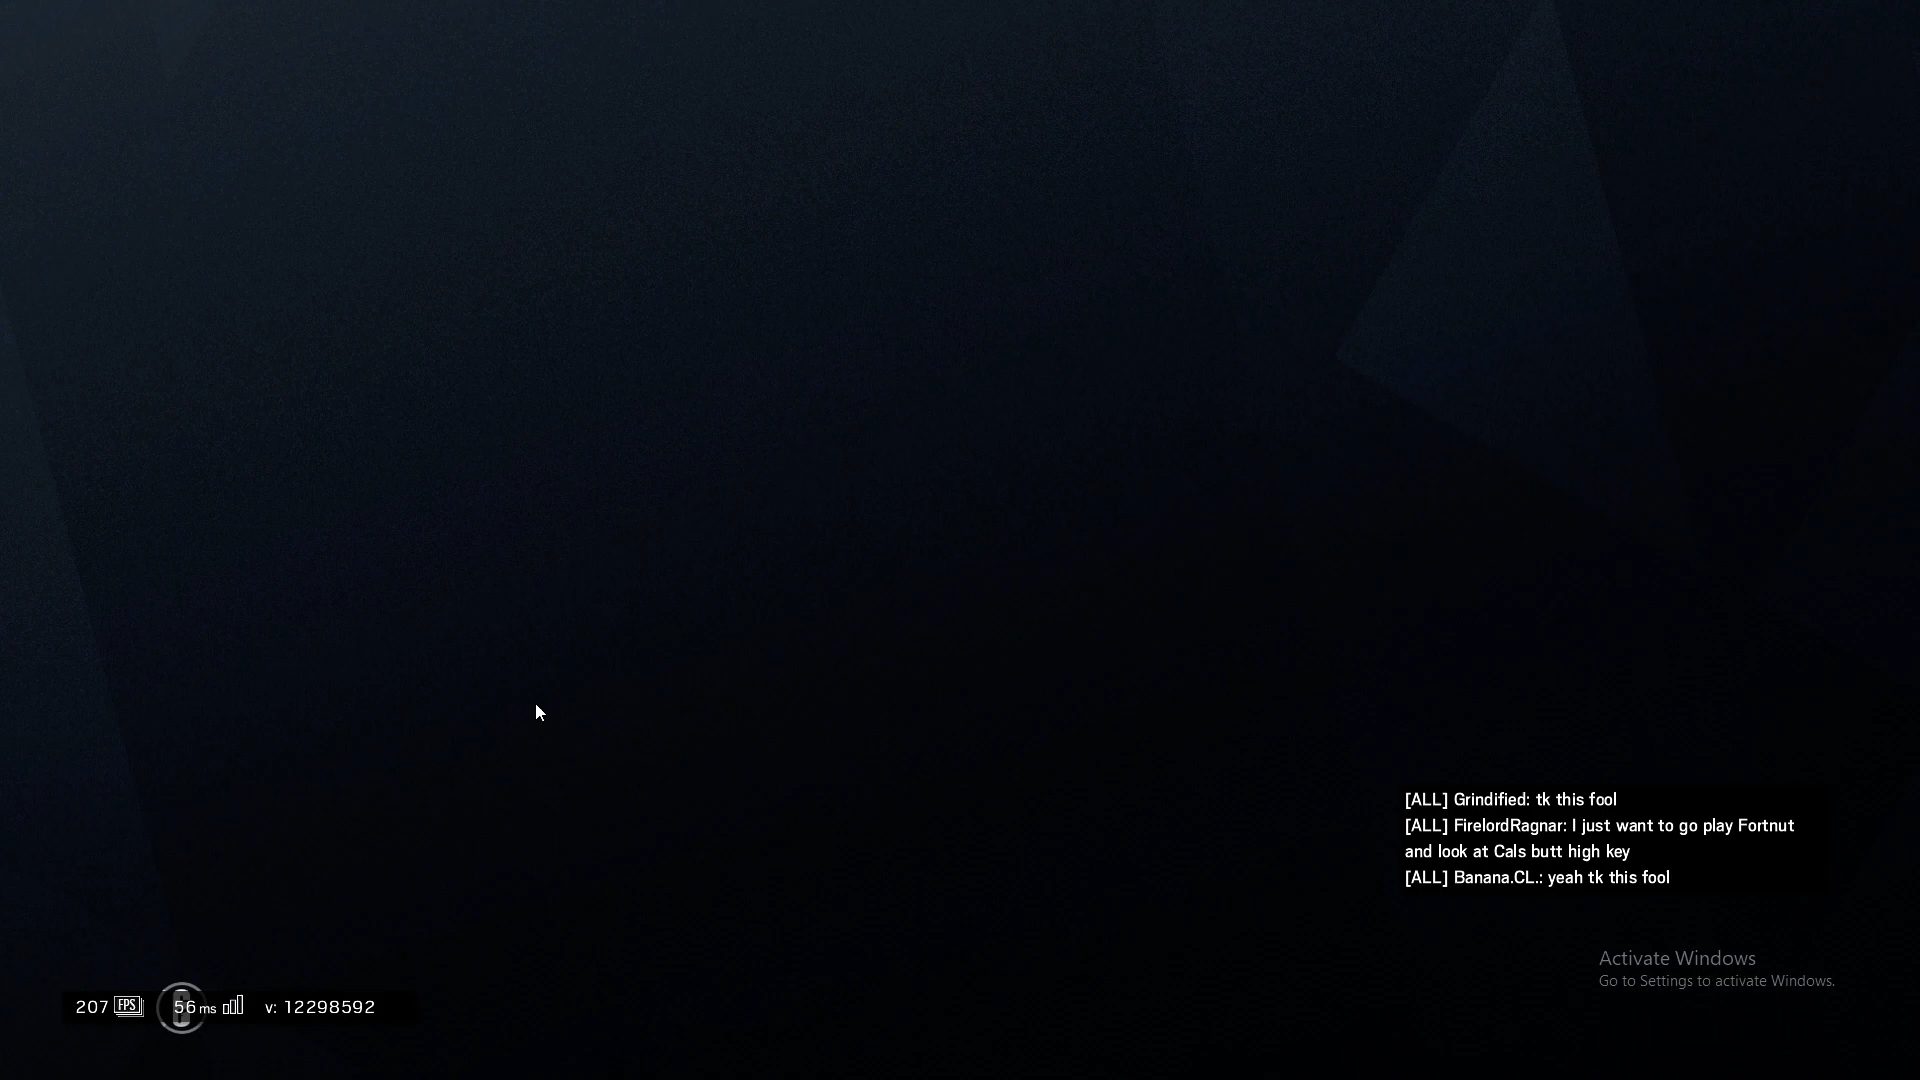 [ALL] Grindified: tk this fool
[ALL] FirelordRagnar: I just want to go play Fortnut
and look at Cals butt high key
[ALL] Banana.CL.: yeah tk this fool
Activate Windows
Go to Settings to activate Windows.
207 FPS 56 ms v: 12298592